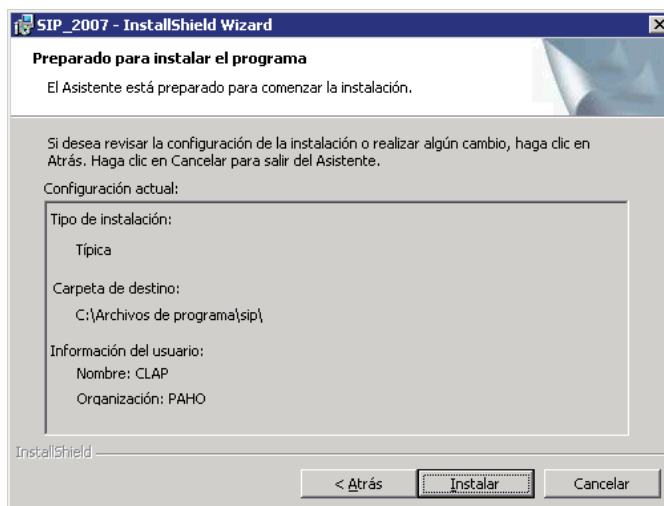 SIP_2007 - InstallShield Wizard
Preparado para instalar el programa
El Asistente está preparado para comenzar la instalación.
Si desea revisar la configuración de la instalación o realizar algún cambio, haga clic en
Atrás. Haga clic en Cancelar para salir del Asistente.
Configuración actual:
Tipo de instalación:
Típica
Carpeta de destino:
C:\Archivos de programa\sip\
Información del usuario:
Nombre: CLAP
Organización: PAHO
InstallShield
< Atrás Instalar Cancelar